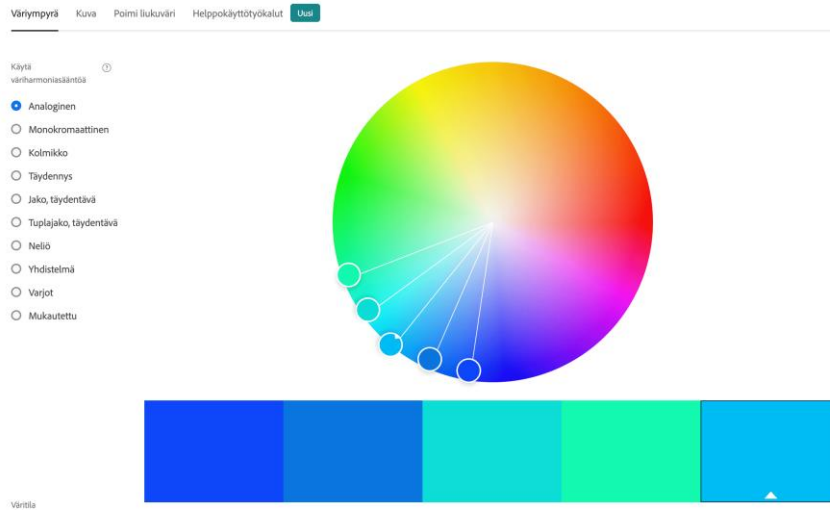 Väriympyrä Kuva Poimi liukuväri Helppokäyttötyökalut Uusi
Käytä
väriharmoniasääntöä
Analoginen
Monokromaattinen
Kolmikko
Täydennys
Jako, täydentävä
Tuplajako, täydentävä
Neliö
Yhdistelmä
Varjot
Mukautettu
Väritila